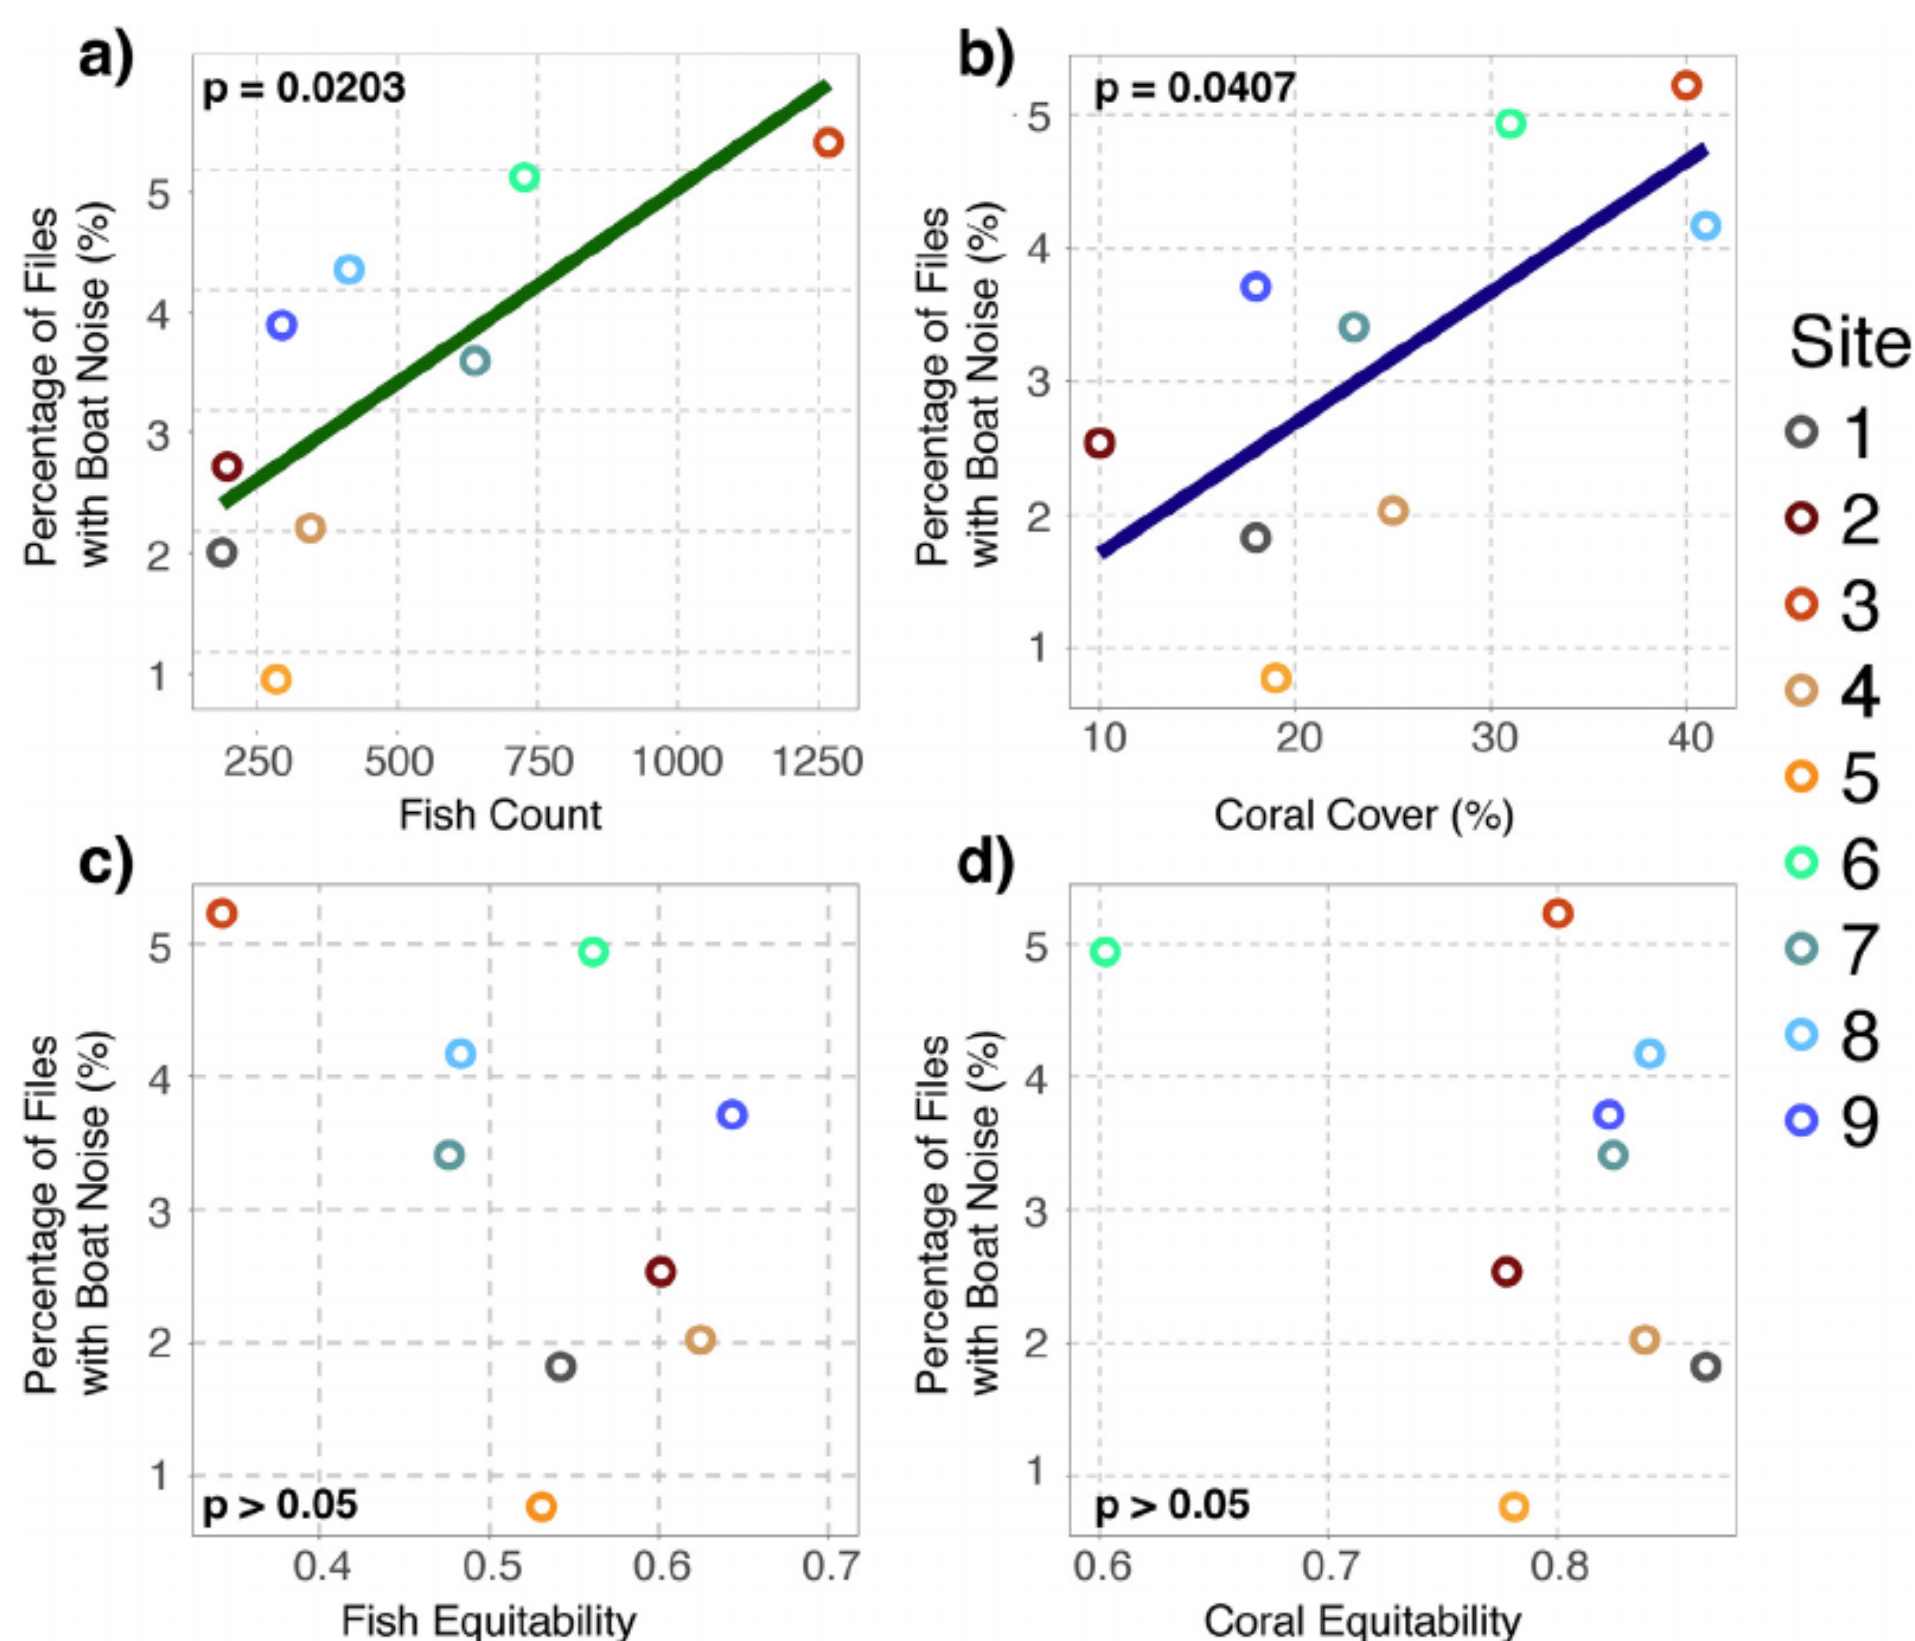 a)
p = 0.0203
Percentage of Files
with Boat Noise (%)
5
4
3
2
1
250 500 750 1000 1250
Fish Count
b)
p = 0.0407
Percentage of Files
with Boat Noise (%)
5
4
3
2
1
10 20 30 40
Coral Cover (%)
c)
Percentage of Files
with Boat Noise (%)
5
4
3
2
1
p > 0.05
0.4 0.5 0.6 0.7
Fish Equitability
d)
Percentage of Files
with Boat Noise (%)
5
4
3
2
1
p > 0.05
0.6 0.7 0.8
Coral Equitability
Site
1
2
3
4
5
6
7
8
9